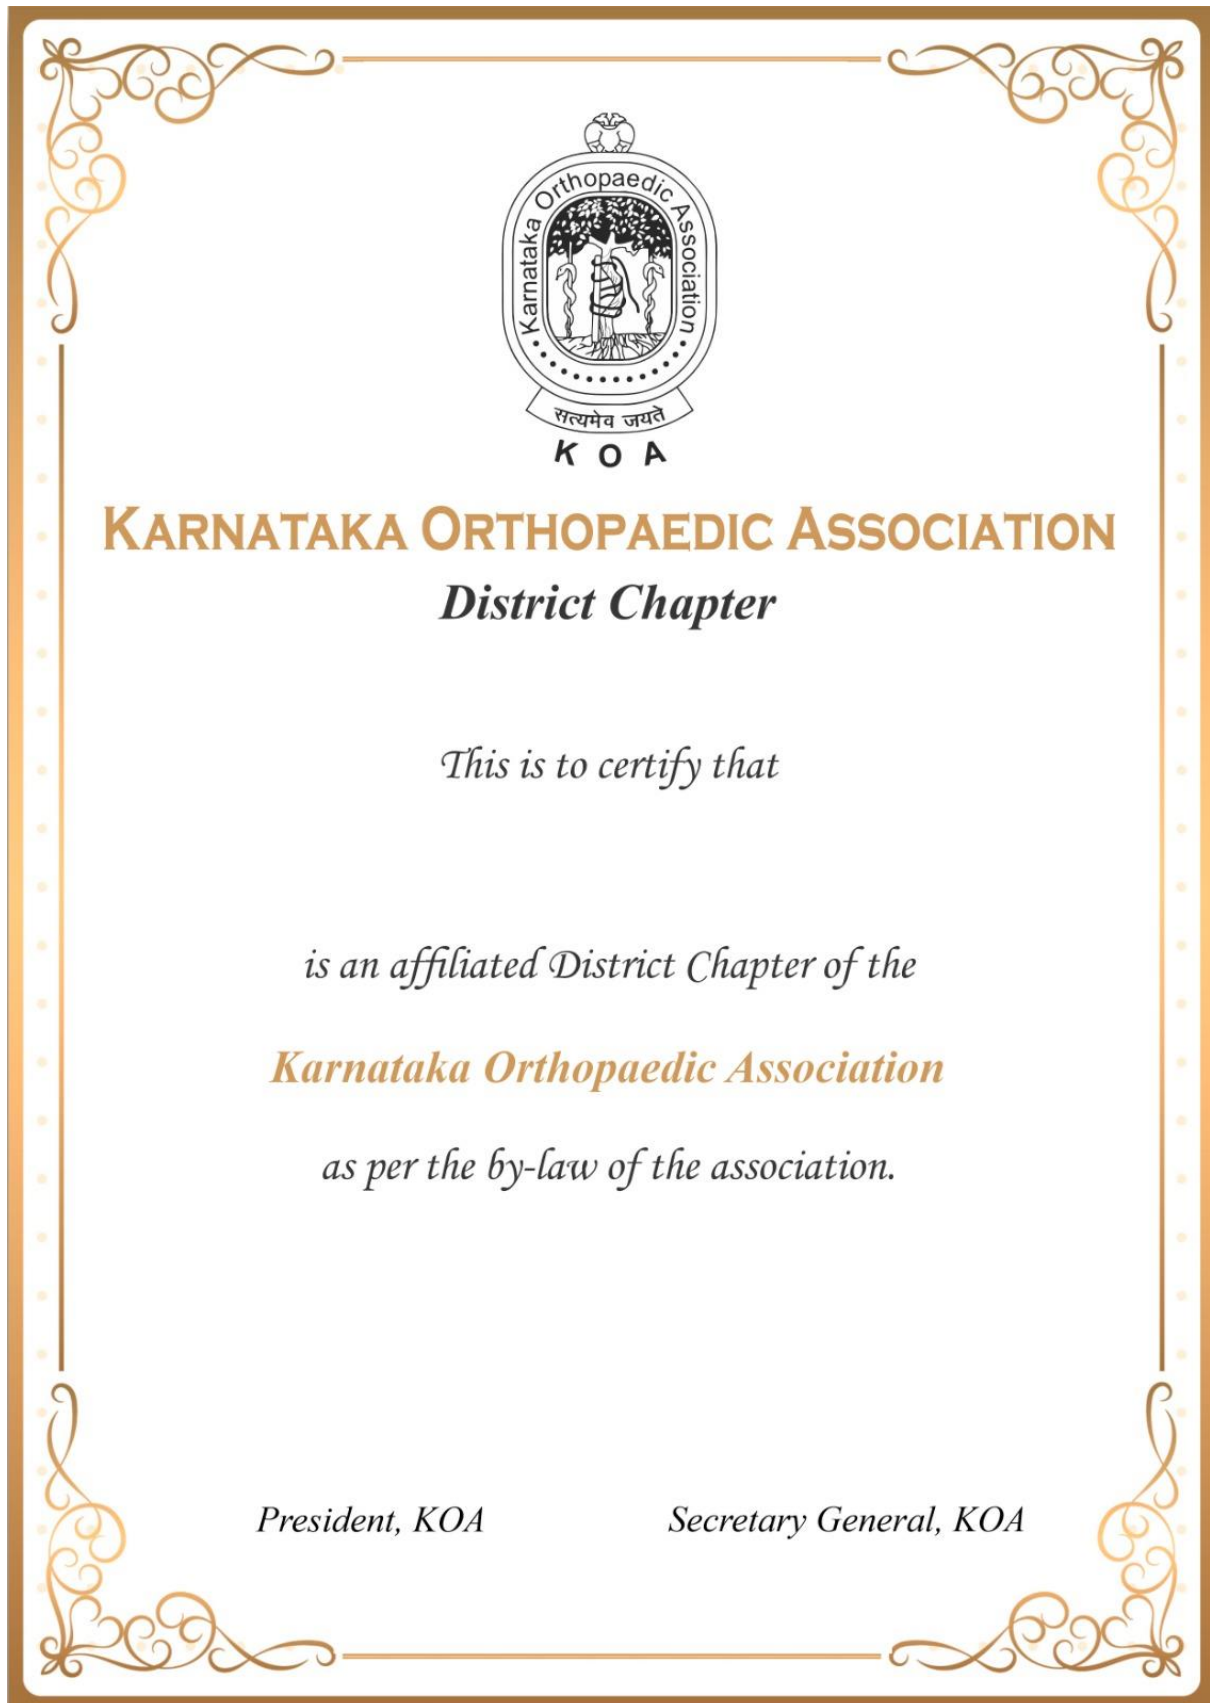 Karnataka Orthopaedic Association
सत्यमेव जयते
K O A
KARNATAKA ORTHOPAEDIC ASSOCIATION
District Chapter
This is to certify that
is an affiliated District Chapter of the
Karnataka Orthopaedic Association
as per the by-law of the association.
President, KOA Secretary General, KOA